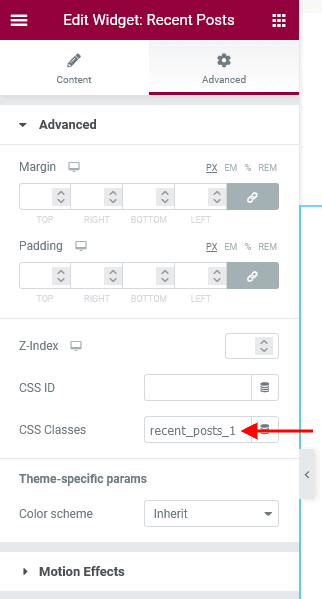 Edit Widget: Recent Posts
Content Advanced
Advanced
Margin PX EM % REM
TOP RIGHT BOTTOM LEFT
Padding PX EM % REM
TOP RIGHT BOTTOM LEFT
Z-Index
CSS ID
CSS Classes recent_posts_1
Theme-specific params
Color scheme Inherit
Motion Effects